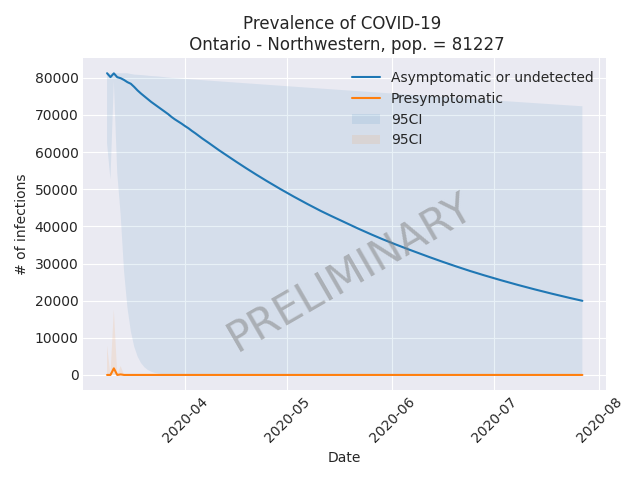 Prevalence of COVID-19
Ontario - Northwestern, pop. = 81227
Asymptomatic or undetected
Presymptomatic
95CI
95CI
80000
70000
60000
50000
40000
30000
20000
10000
0
# of infections
PRELIMINARY
2020-04
2020-05
2020-06
2020-07
2020-08
Date